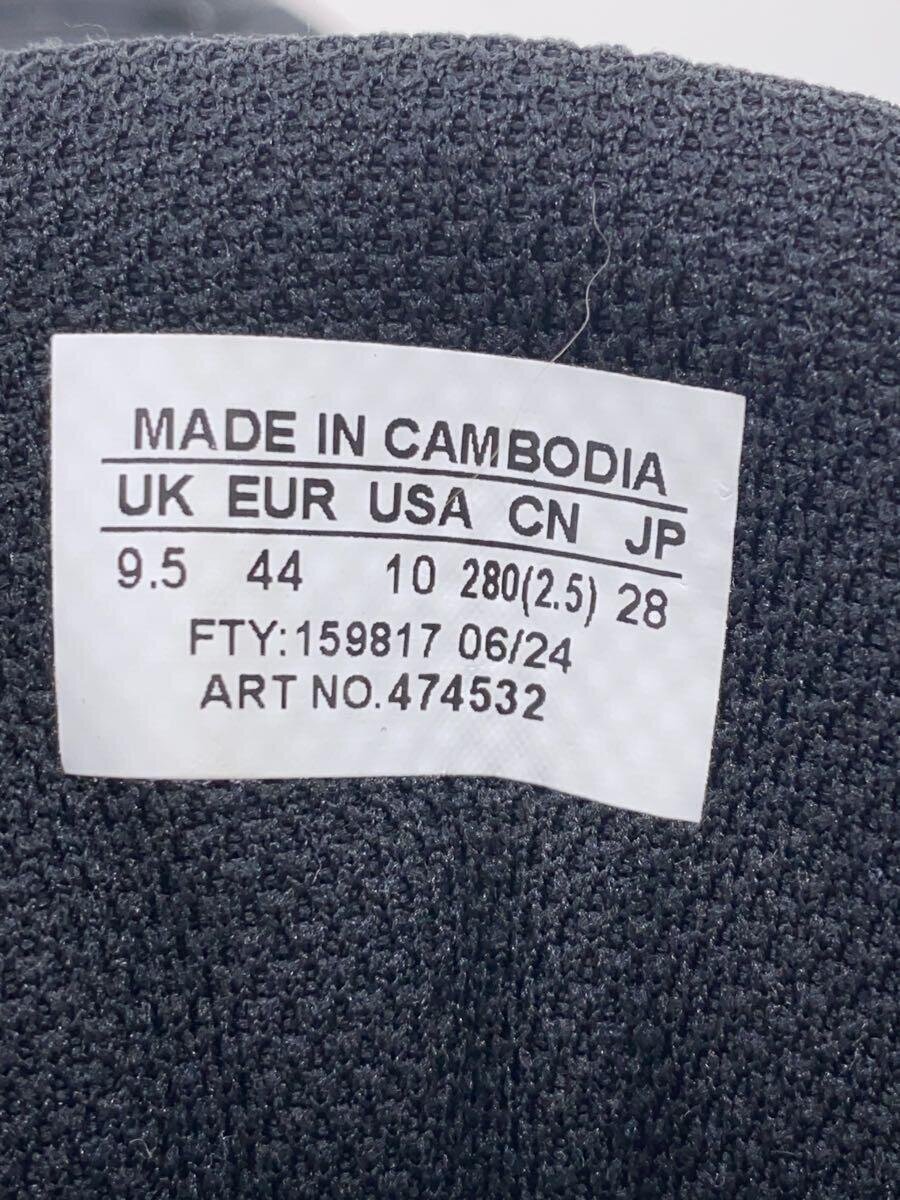 MADE IN CAMBODIA
UK EUR USA CN JP
9.5 44 10 280(2.5) 28
FTY:159817 06/24
ART NO.474532